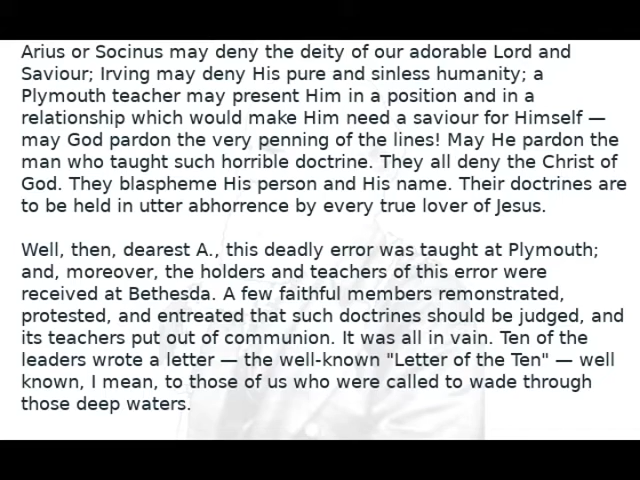 Arius or Socinus may deny the deity of our adorable Lord and
Saviour; Irving may deny His pure and sinless humanity; a
Plymouth teacher may present Him in a position and in a
relationship which would make Him need a saviour for Himself —
may God pardon the very penning of the lines! May He pardon the
man who taught such horrible doctrine. They all deny the Christ of
God. They blaspheme His person and His name. Their doctrines are
to be held in utter abhorrence by every true lover of Jesus.
Well, then, dearest A., this deadly error was taught at Plymouth;
and, moreover, the holders and teachers of this error were
received at Bethesda. A few faithful members remonstrated,
protested, and entreated that such doctrines should be judged, and
its teachers put out of communion. It was all in vain. Ten of the
leaders wrote a letter — the well-known "Letter of the Ten" — well
known, I mean, to those of us who were called to wade through
those deep waters.